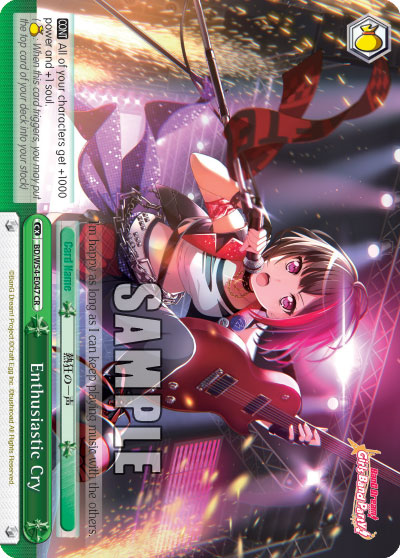 CONT All of your characters get +1000
power and +1 soul.
( When this card triggers, you may put
the top card of your deck into your stock)
I'm happy as long as I can keep playing music with the others.
SAMPLE
BanG Dream!
Girls Band Party!
CX BD/W54-E047 CR
Card Name
熱狂の一声
Enthusiastic Cry
©BanG Dream! Project ©Craft Egg Inc. ©bushiroad All Rights Reserved.